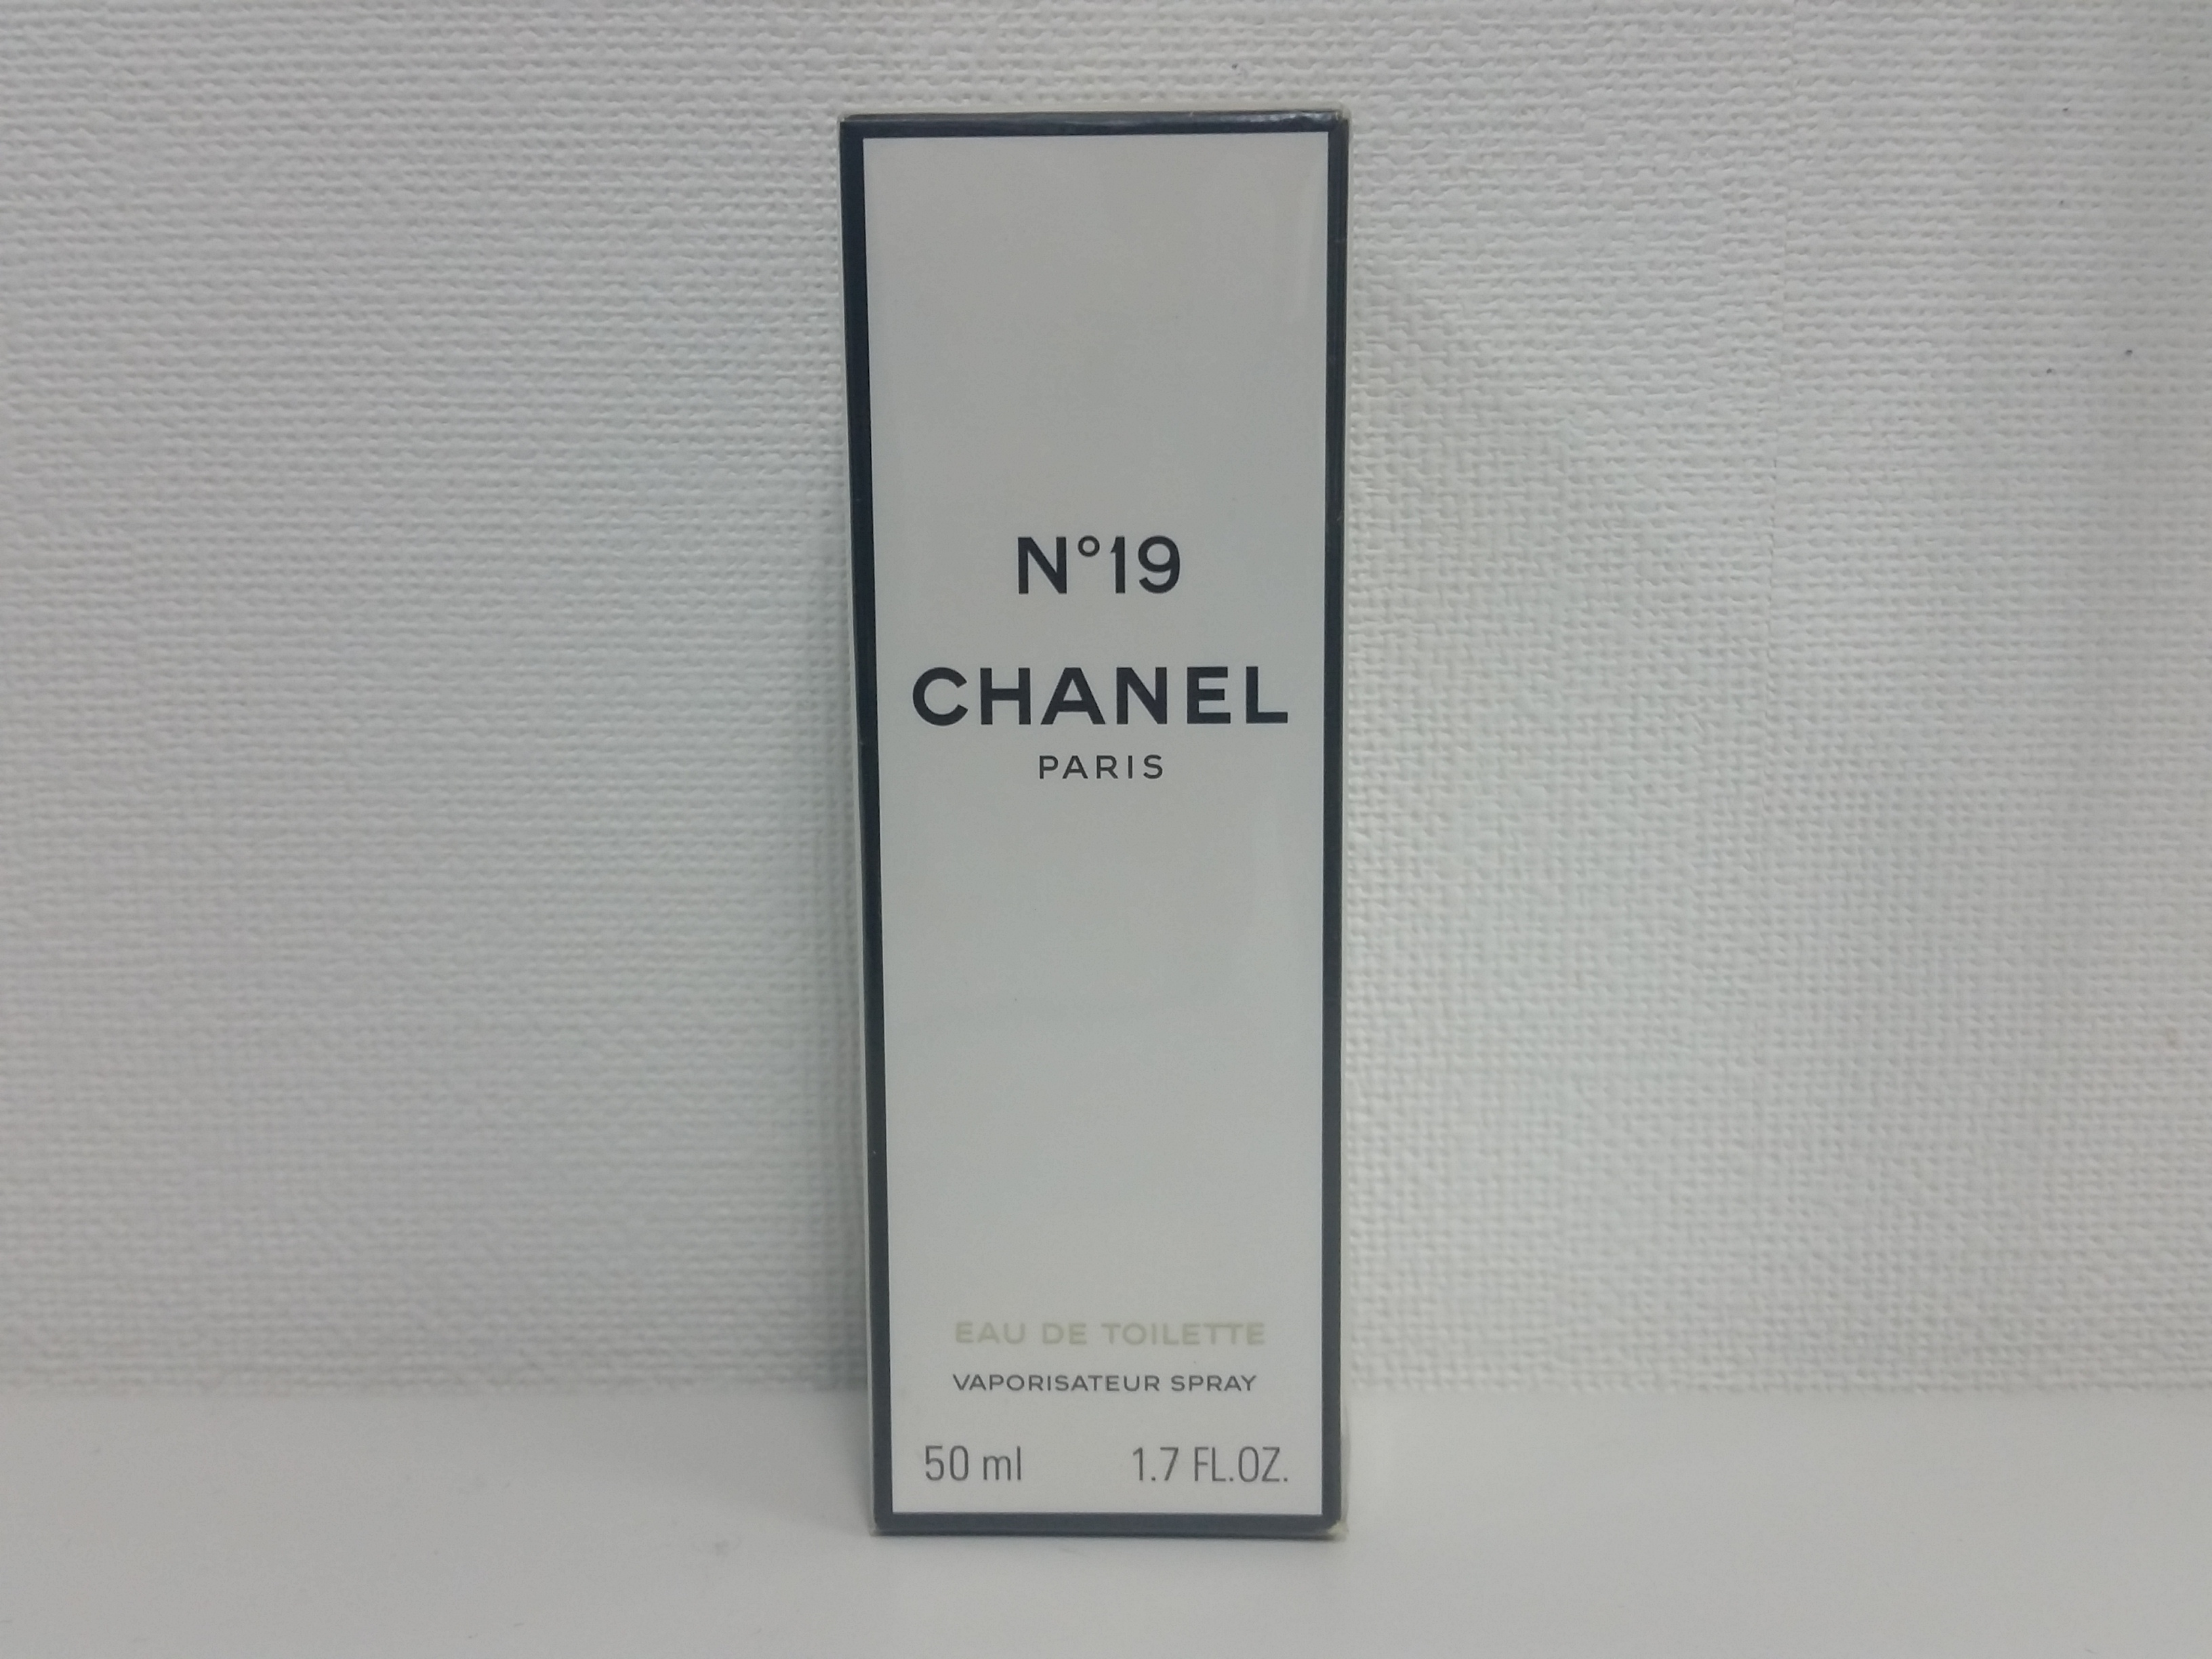 N°19
CHANEL
PARIS
EAU DE TOILETTE
VAPORISATEUR SPRAY
50 ml 1.7 FL.OZ.